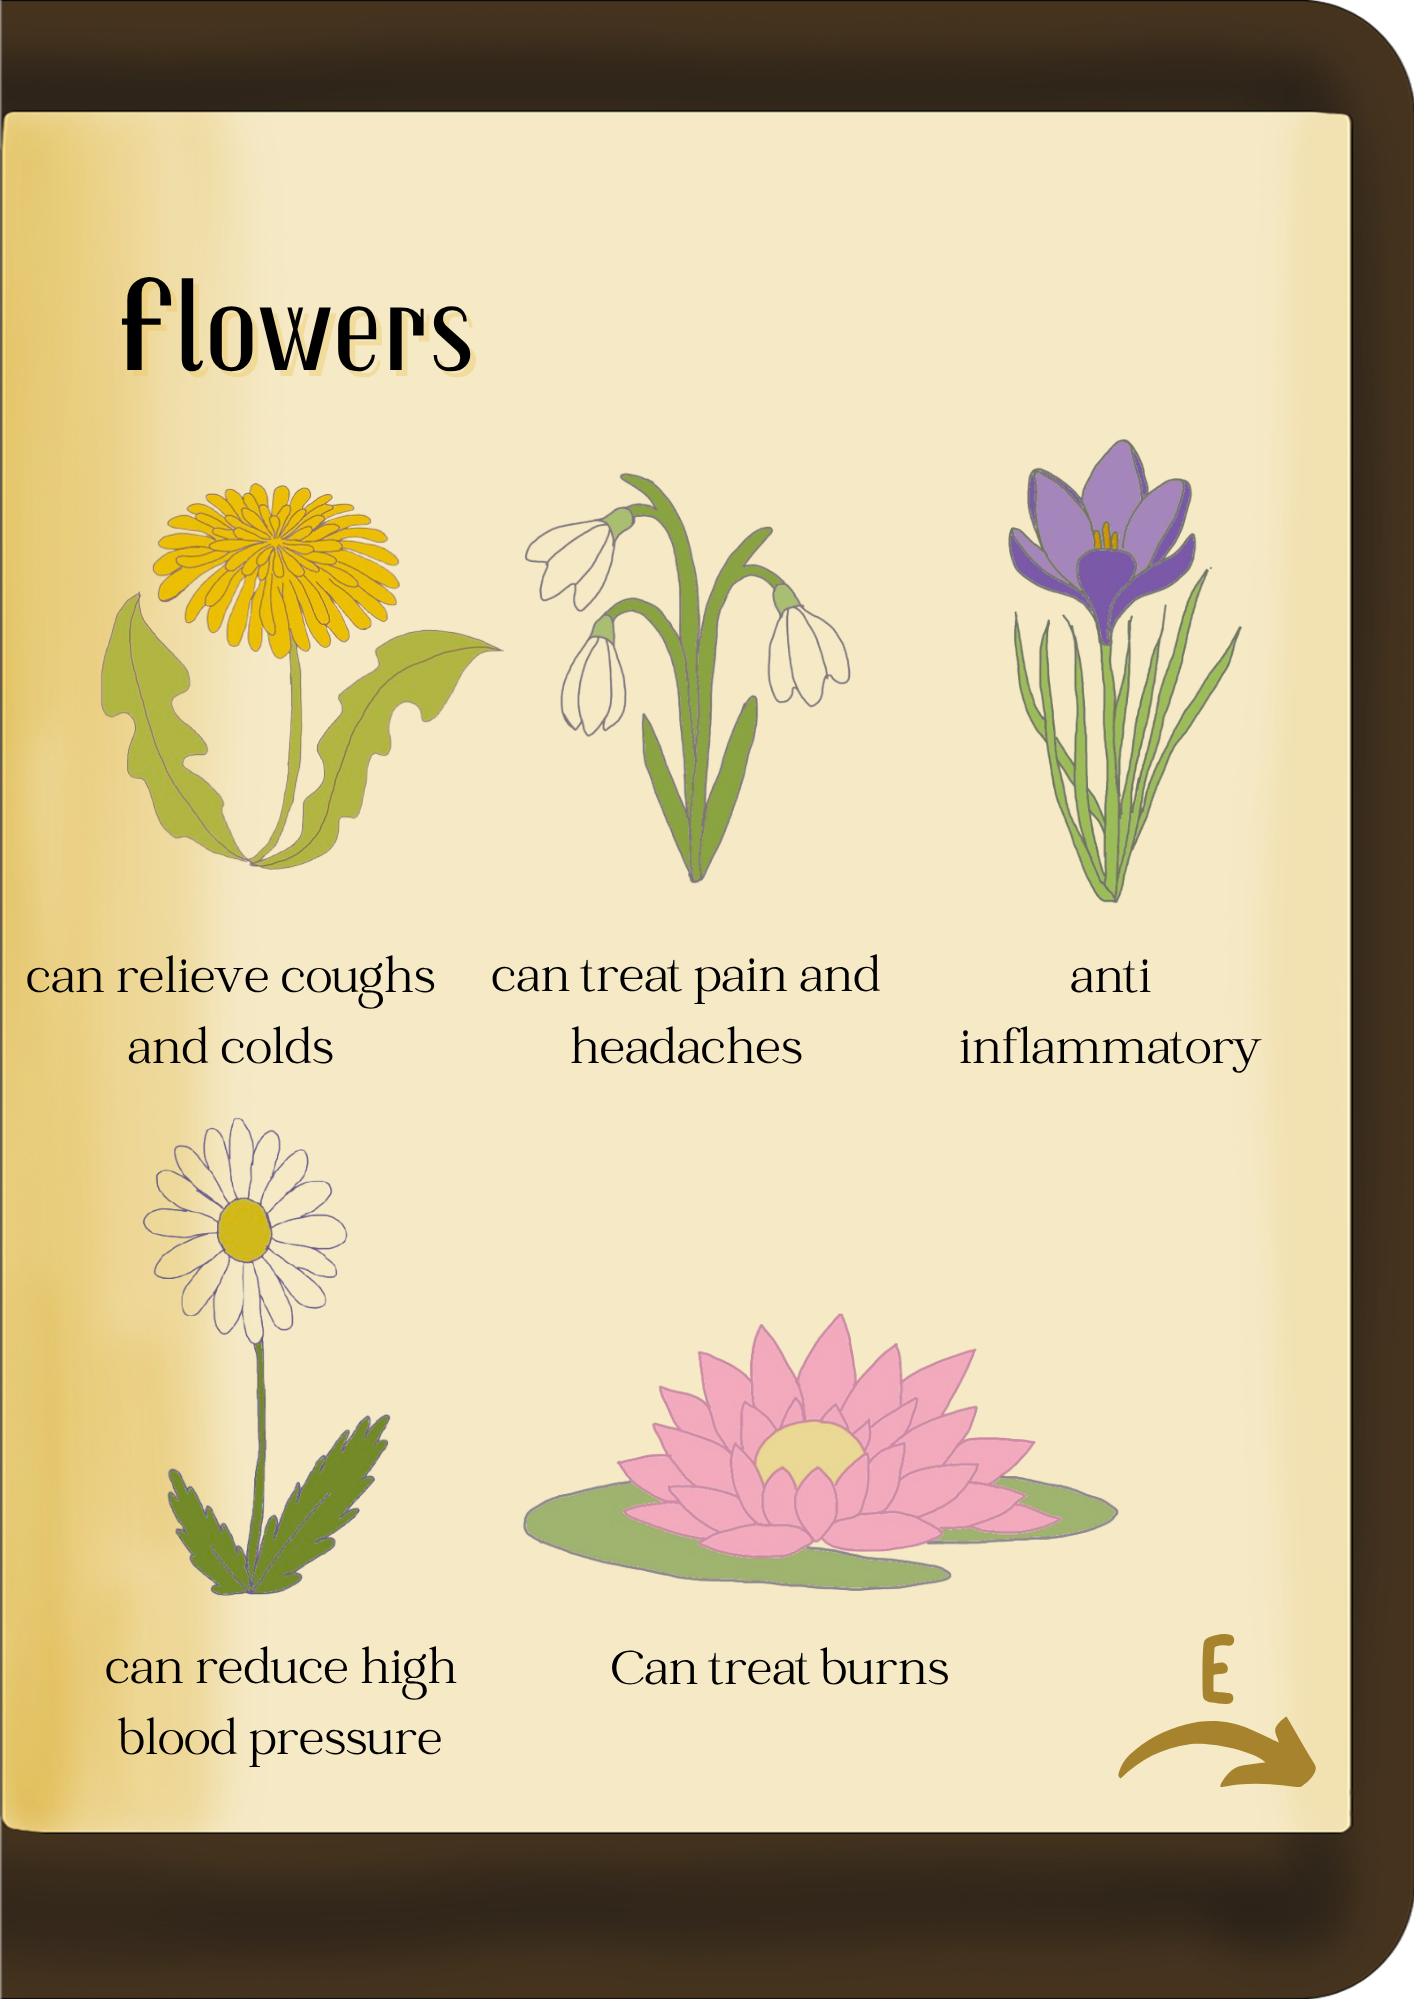 flowers
can relieve coughs
and colds
can treat pain and
headaches
anti
inflammatory
can reduce high
blood pressure
Can treat burns
E